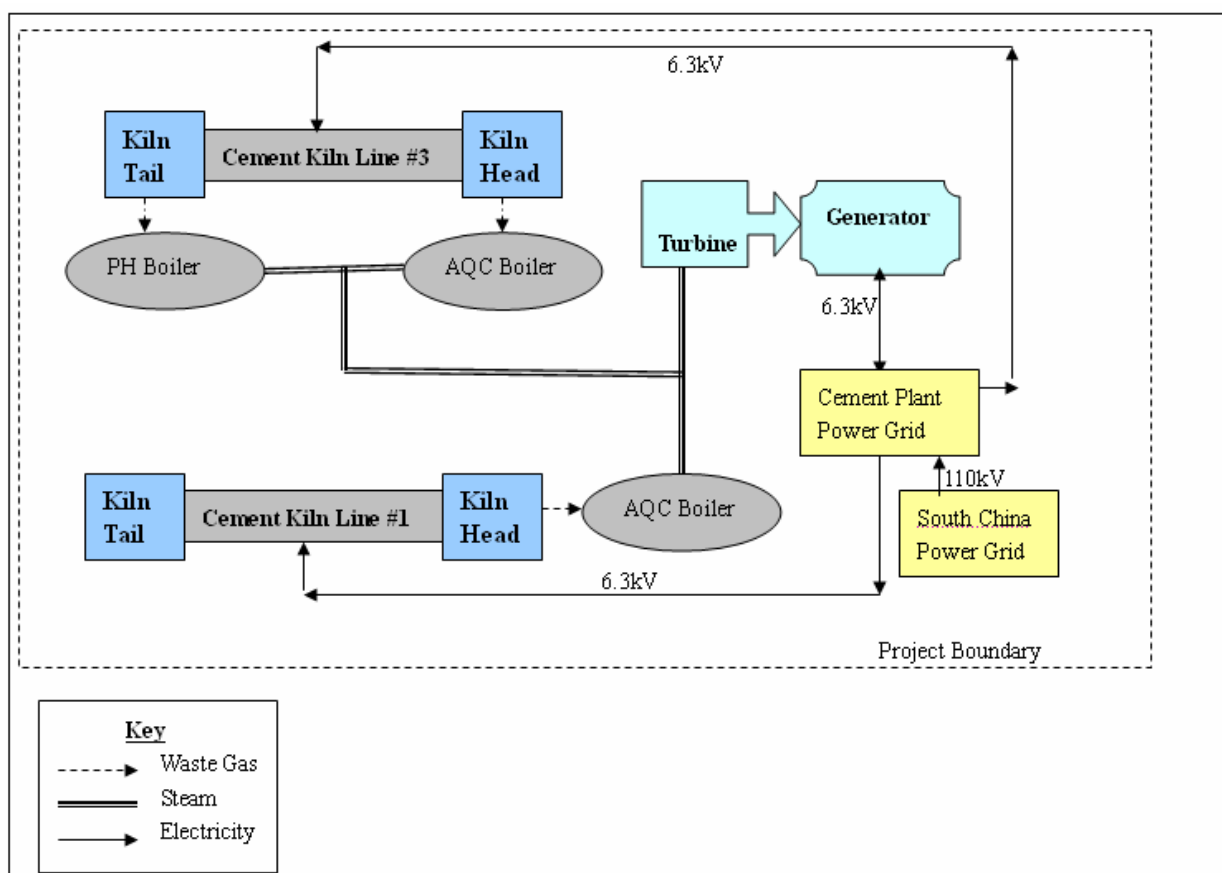 6.3kV
Kiln
Tail
Cement Kiln Line #3
Kiln
Head
PH Boiler
AQC Boiler
Turbine
Generator
6.3kV
Cement Plant
Power Grid
110kV
South China
Power Grid
Kiln
Tail
Cement Kiln Line #1
Kiln
Head
AQC Boiler
6.3kV
Project Boundary
Key
Waste Gas
Steam
Electricity